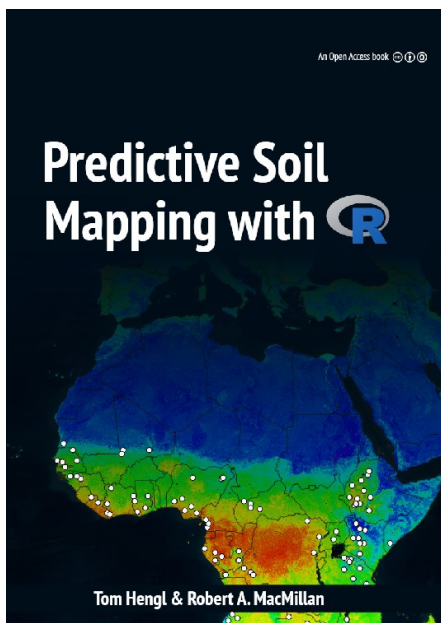 An Open Access book
Predictive Soil
Mapping with R
Tom Hengl & Robert A. MacMillan